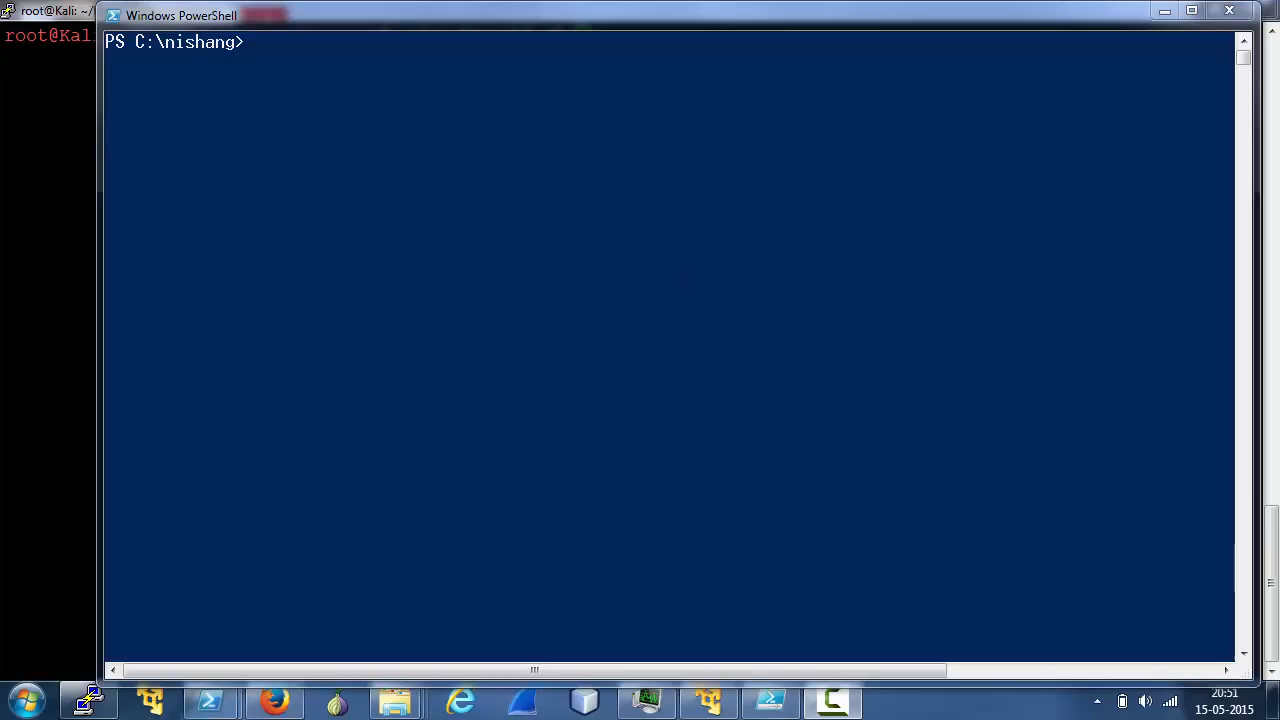 root@Kali: ~/
Windows PowerShell
root@Kal
PS C:\nishang>
20:51
15-05-2015